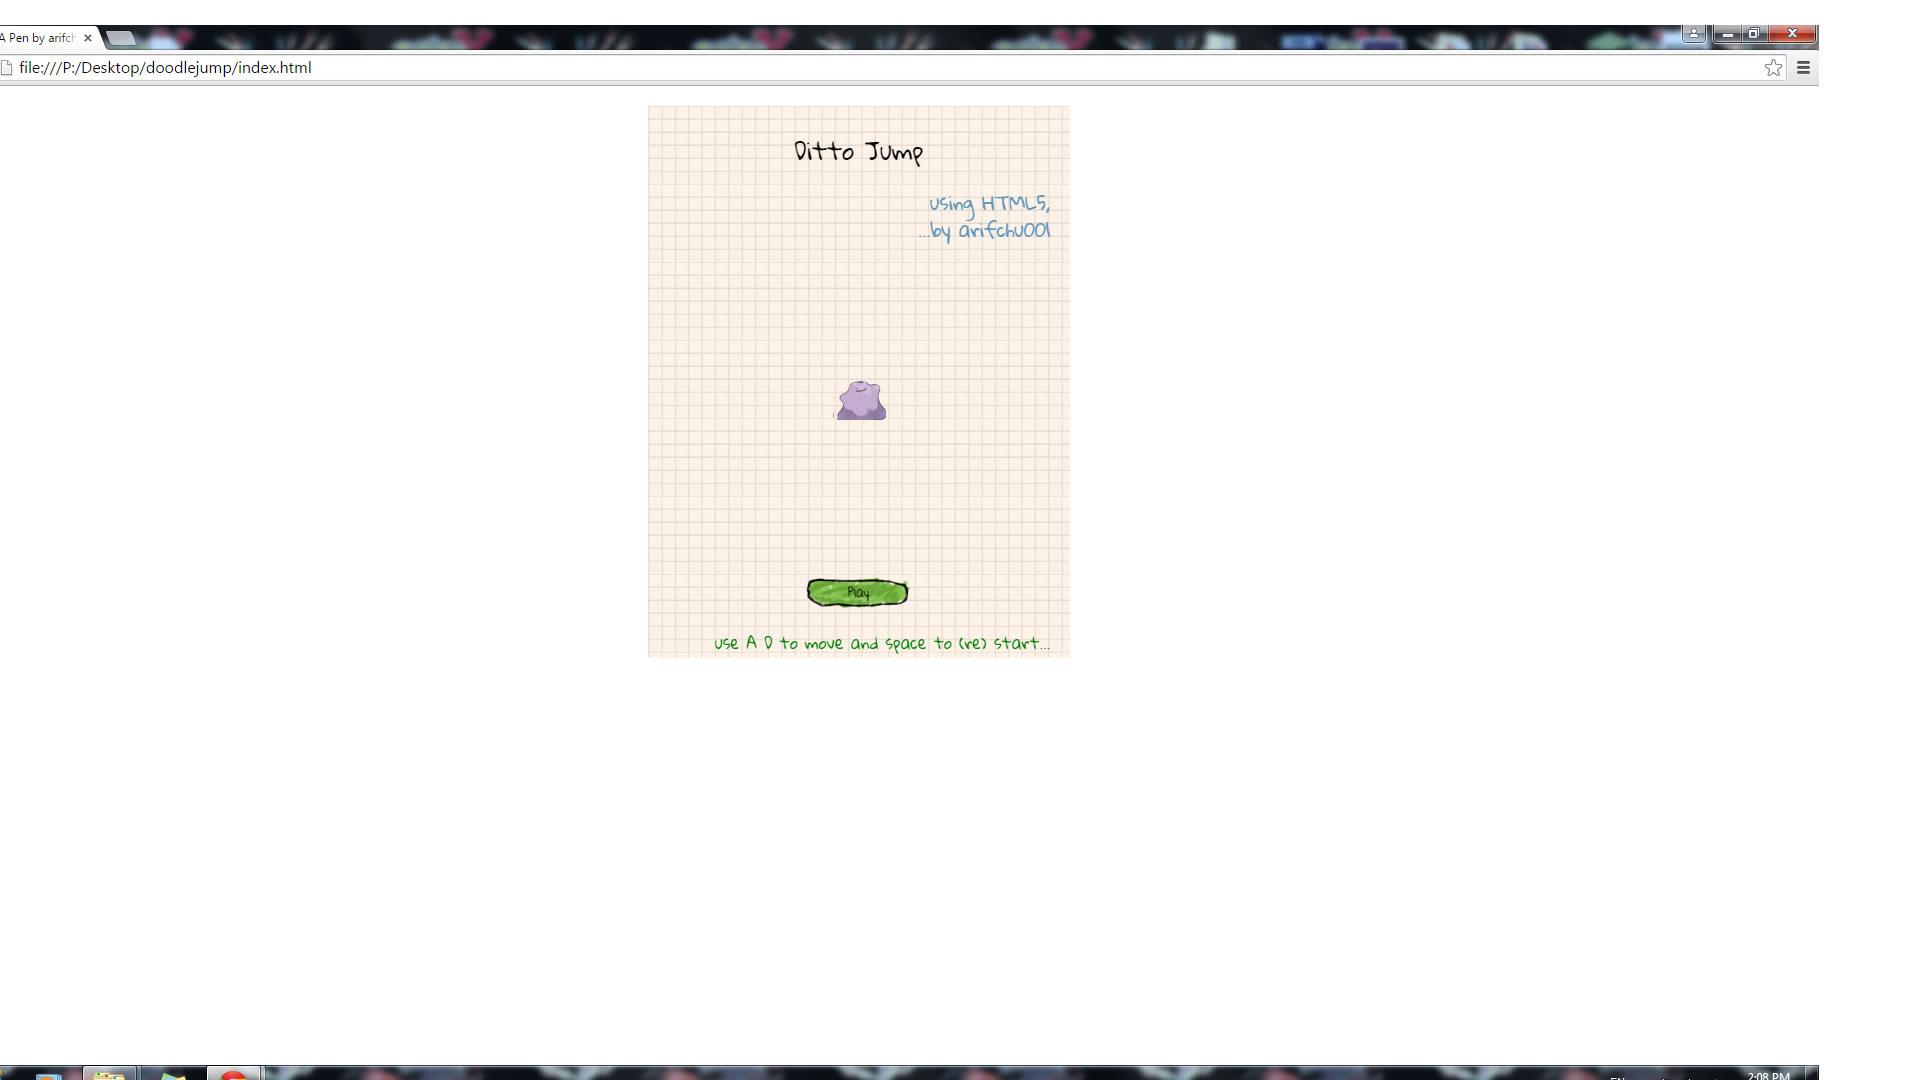 A Pen by arifch
file:///P:/Desktop/doodlejump/index.html
Ditto Jump
using HTML5,
...by arifchu001
Play
use A D to move and space to (re) start...
2:08 PM